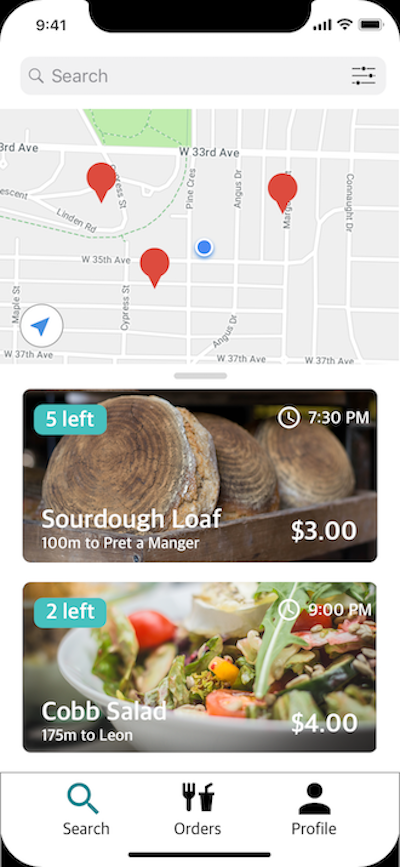 9:41
Search
3rd Ave
W 33rd Ave
Cypress St
Pine Cres
Angus Dr
Connaught Dr
Linden Rd
W 35th Ave
Maple St
Cypress St
Angus Dr
W 37th Ave
W 37th Ave
W 37th Ave
5 left
7:30 PM
Sourdough Loaf
$3.00
100m to Pret a Manger
2 left
9:00 PM
Cobb Salad
$4.00
175m to Leon
Search
Orders
Profile